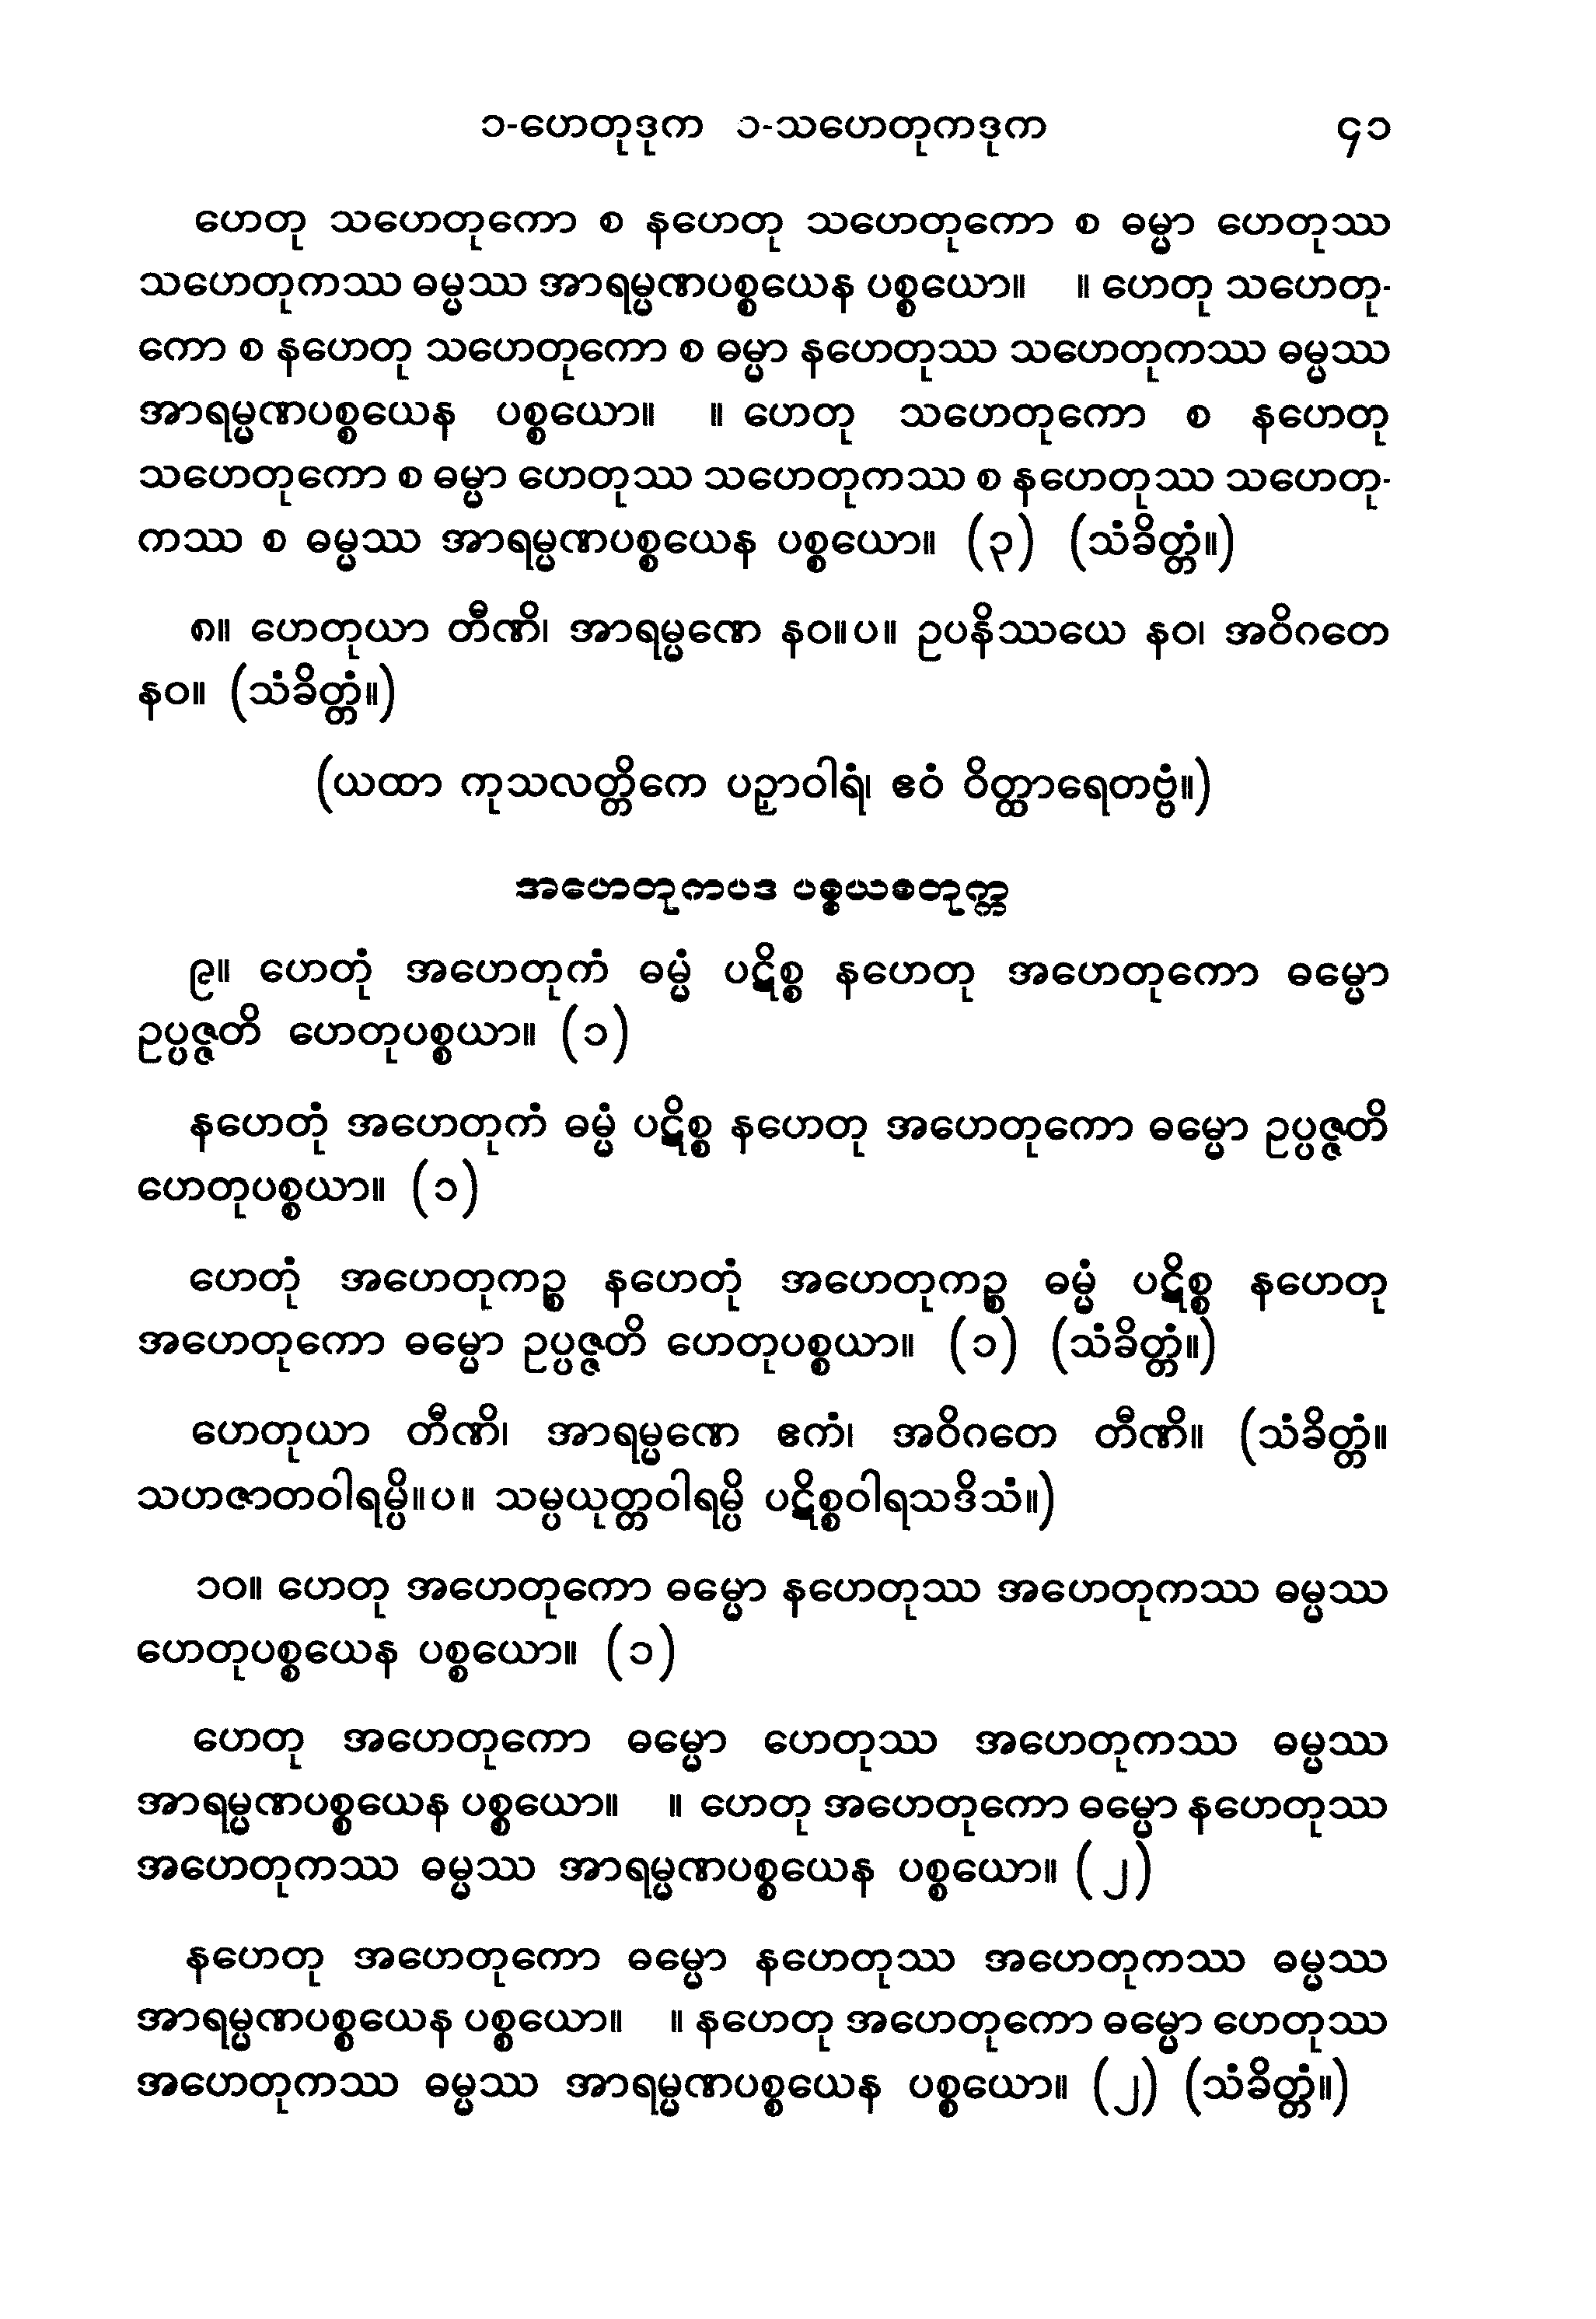 ၁-ဟေတုဒုက ၁-သဟေတုကဒုက ၄၁
ဟေတု သဟေတုကော စ နဟေတု သဟေတုကော စ ဓမ္မာ ဟေတုဿ
သဟေတုကဿ ဓမ္မဿ အာရမ္မဏပစ္စယေန ပစ္စယော။ ။ ဟေတု သဟေတု-
ကော စ နဟေတု သဟေတုကော စ ဓမ္မာ နဟေတုဿ သဟေတုကဿ ဓမ္မဿ
အာရမ္မဏပစ္စယေန ပစ္စယော။ ။ ဟေတု သဟေတုကော စ နဟေတု
သဟေတုကော စ ဓမ္မာ ဟေတုဿ သဟေတုကဿ စ နဟေတုဿ သဟေတု-
ကဿ စ ဓမ္မဿ အာရမ္မဏပစ္စယေန ပစ္စယော။ (၃) (သံခိတ္တံ။)
၈။ ဟေတုယာ တီဏိ၊ အာရမ္မဏေ နဝ။ပ။ ဥပနိဿယေ နဝ၊ အဝိဂတေ
နဝ။ (သံခိတ္တံ။)
(ယထာ ကုသလတ္တိကေ ပဉှာဝါရံ၊ ဧဝံ ဝိတ္ထာရေတဗ္ဗံ။)
အဟေတုကပဒ ပစ္စယစတုက္က
၉။ ဟေတုံ အဟေတုကံ ဓမ္မံ ပဋိစ္စ နဟေတု အဟေတုကော ဓမ္မော
ဥပ္ပဇ္ဇတိ ဟေတုပစ္စယာ။ (၁)
နဟေတုံ အဟေတုကံ ဓမ္မံ ပဋိစ္စ နဟေတု အဟေတုကော ဓမ္မော ဥပ္ပဇ္ဇတိ
ဟေတုပစ္စယာ။ (၁)
ဟေတုံ အဟေတုကဉ္စ နဟေတုံ အဟေတုကဉ္စ ဓမ္မံ ပဋိစ္စ နဟေတု
အဟေတုကော ဓမ္မော ဥပ္ပဇ္ဇတိ ဟေတုပစ္စယာ။ (၁) (သံခိတ္တံ။)
ဟေတုယာ တီဏိ၊ အာရမ္မဏေ ဧကံ၊ အဝိဂတေ တီဏိ။ (သံခိတ္တံ။
သဟဇာတဝါရမ္ပိ။ပ။ သမ္ပယုတ္တဝါရမ္ပိ ပဋိစ္စဝါရသဒိသံ။)
၁၀။ ဟေတု အဟေတုကော ဓမ္မော နဟေတုဿ အဟေတုကဿ ဓမ္မဿ
ဟေတုပစ္စယေန ပစ္စယော။ (၁)
ဟေတု အဟေတုကော ဓမ္မော ဟေတုဿ အဟေတုကဿ ဓမ္မဿ
အာရမ္မဏပစ္စယေန ပစ္စယော။ ။ ဟေတု အဟေတုကော ဓမ္မော နဟေတုဿ
အဟေတုကဿ ဓမ္မဿ အာရမ္မဏပစ္စယေန ပစ္စယော။ (၂)
နဟေတု အဟေတုကော ဓမ္မော နဟေတုဿ အဟေတုကဿ ဓမ္မဿ
အာရမ္မဏပစ္စယေန ပစ္စယော။ ။ နဟေတု အဟေတုကော ဓမ္မော ဟေတုဿ
အဟေတုကဿ ဓမ္မဿ အာရမ္မဏပစ္စယေန ပစ္စယော။ (၂) (သံခိတ္တံ။)